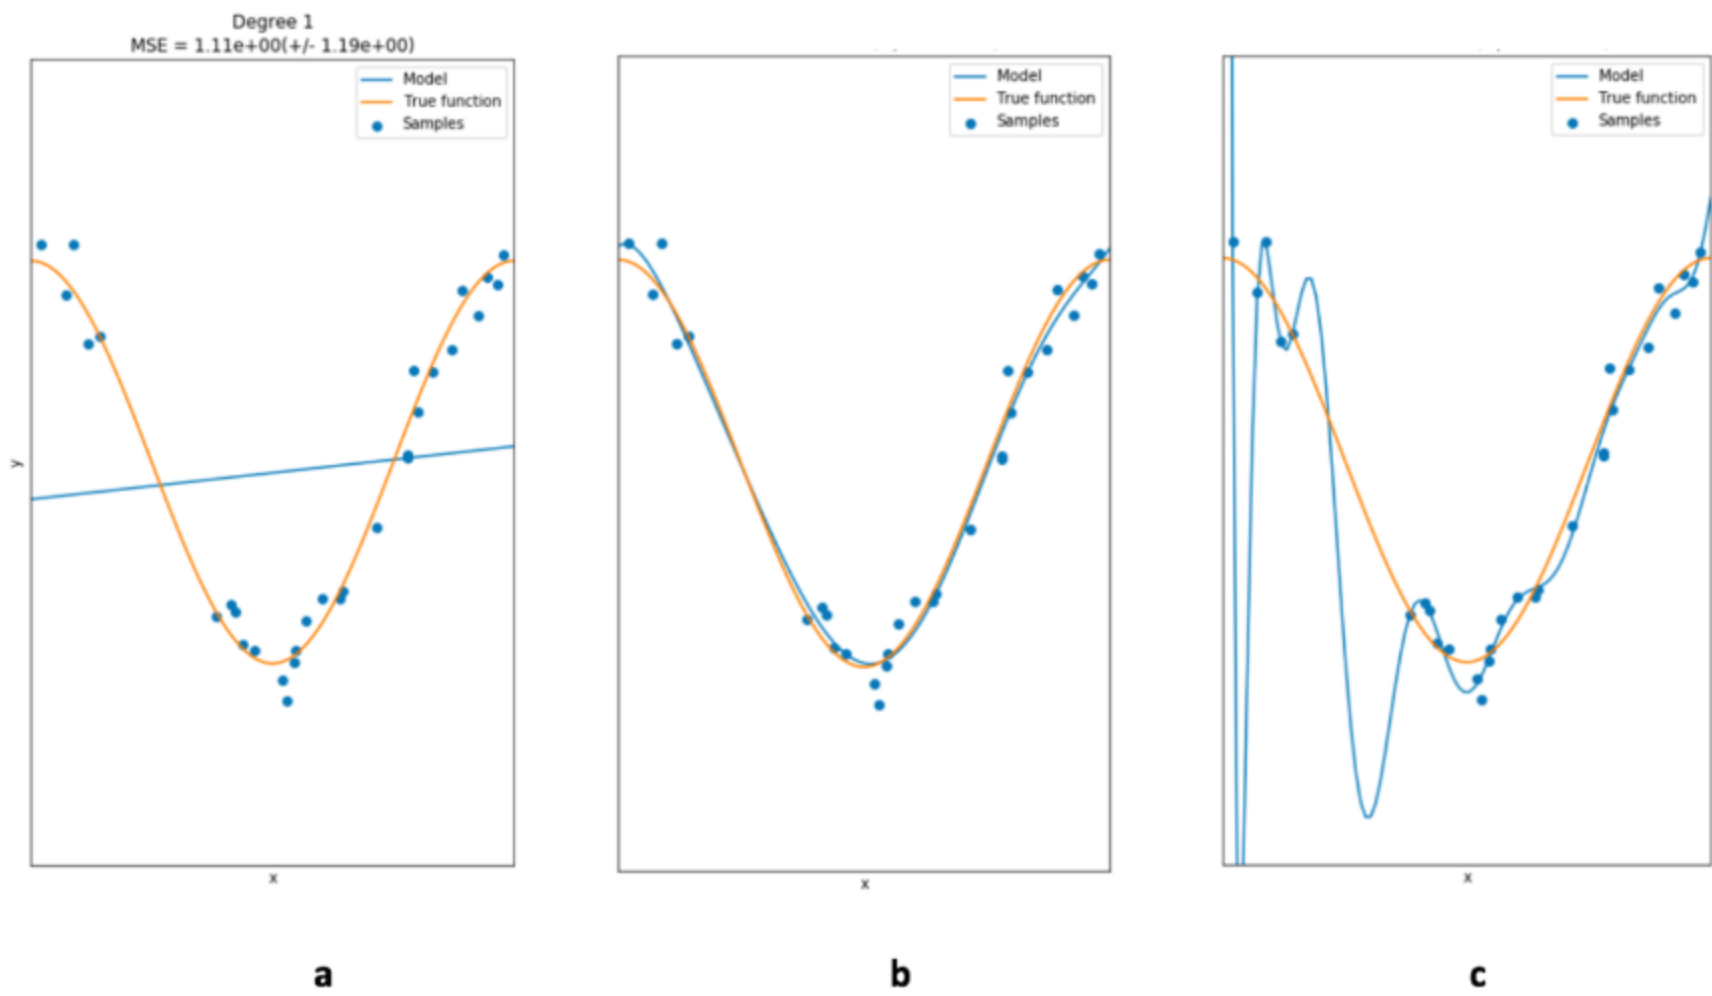 Degree 1
MSE = 1.11e+00(+/- 1.19e+00)
Model
True function
Samples
y
x
Model
True function
Samples
x
Model
True function
Samples
x
a
b
c